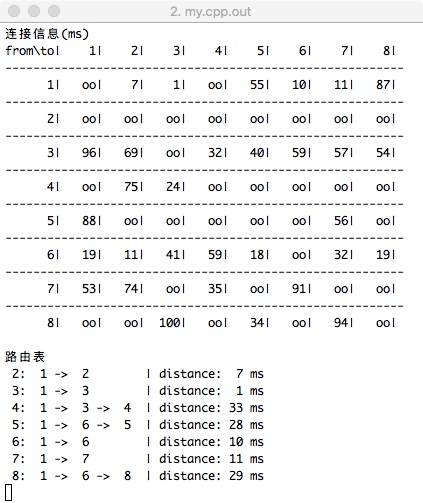 2. my.cpp.out
连接信息(ms)
from\to| 1| 2| 3| 4| 5| 6| 7| 8|
--------------------------------------------------
1| oo| 7| 1| oo| 55| 10| 11| 87|
--------------------------------------------------
2| oo| oo| oo| oo| oo| oo| oo| oo|
--------------------------------------------------
3| 96| 69| oo| 32| 40| 59| 57| 54|
--------------------------------------------------
4| oo| 75| 24| oo| oo| oo| oo| oo|
--------------------------------------------------
5| 88| oo| oo| oo| oo| oo| 56| oo|
--------------------------------------------------
6| 19| 11| 41| 59| 18| oo| 32| 19|
--------------------------------------------------
7| 53| 74| oo| 35| oo| 91| oo| oo|
--------------------------------------------------
8| oo| oo| 100| oo| 34| oo| 94| oo|
路由表
2: 1 -> 2 | distance: 7 ms
3: 1 -> 3 | distance: 1 ms
4: 1 -> 3 -> 4 | distance: 33 ms
5: 1 -> 6 -> 5 | distance: 28 ms
6: 1 -> 6 | distance: 10 ms
7: 1 -> 7 | distance: 11 ms
8: 1 -> 6 -> 8 | distance: 29 ms